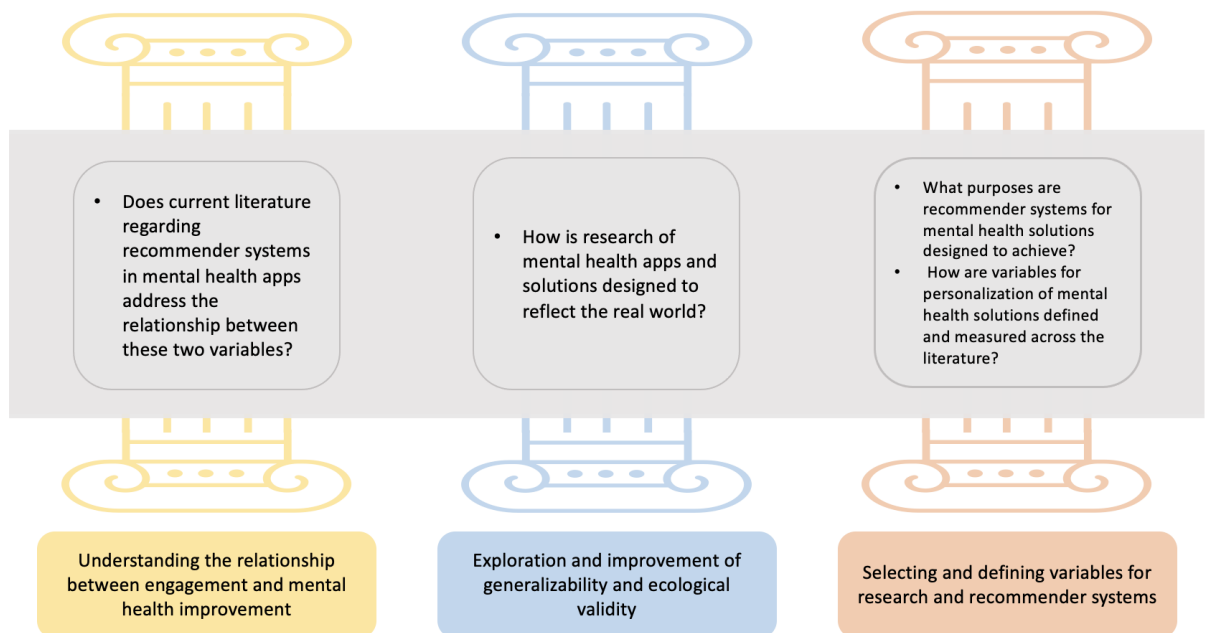 • Does current literature
regarding
recommender systems
in mental health apps
address the
relationship between
these two variables?
• How is research of
mental health apps and
solutions designed to
reflect the real world?
• What purposes are
recommender systems for
mental health solutions
designed to achieve?
• How are variables for
personalization of mental
health solutions defined
and measured across the
literature?
Understanding the relationship
between engagement and mental
health improvement
Exploration and improvement of
generalizability and ecological
validity
Selecting and defining variables for
research and recommender systems